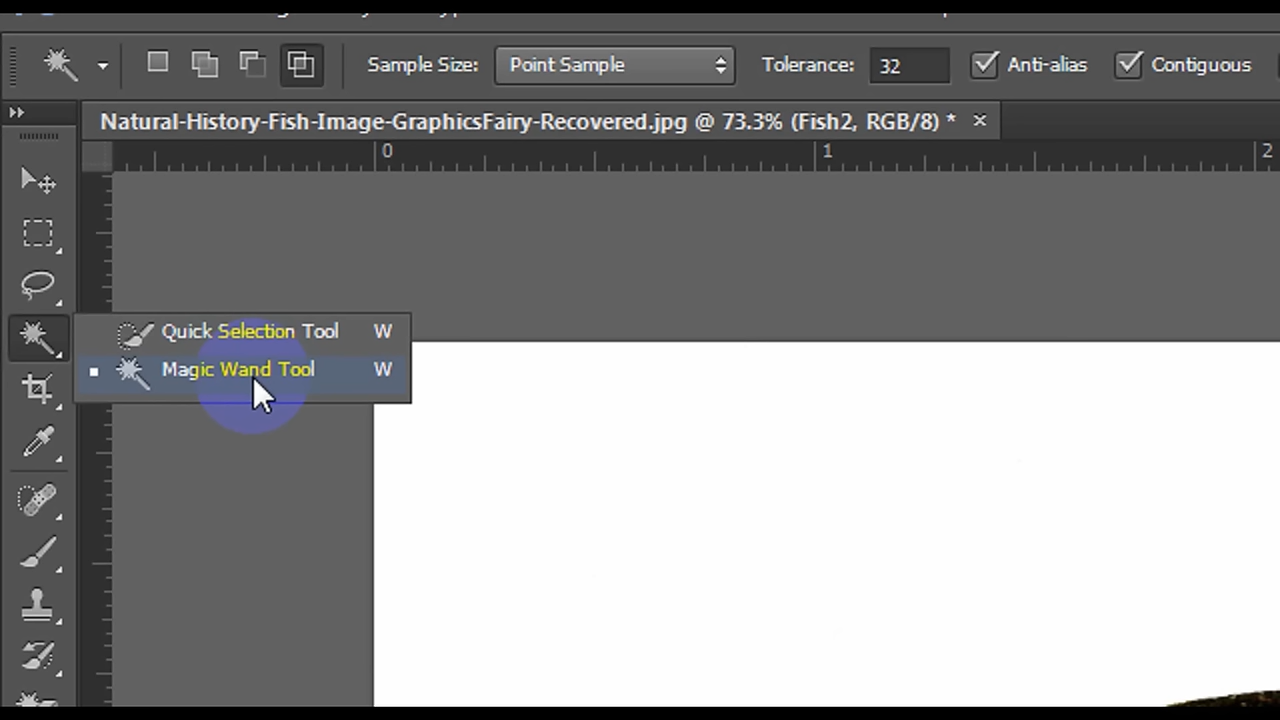 Sample Size: Point Sample Tolerance: 32 Anti-alias Contiguous
Natural-History-Fish-Image-GraphicsFairy-Recovered.jpg @ 73.3% (Fish2, RGB/8) * ×
0 1 2
Quick Selection Tool W
Magic Wand Tool W